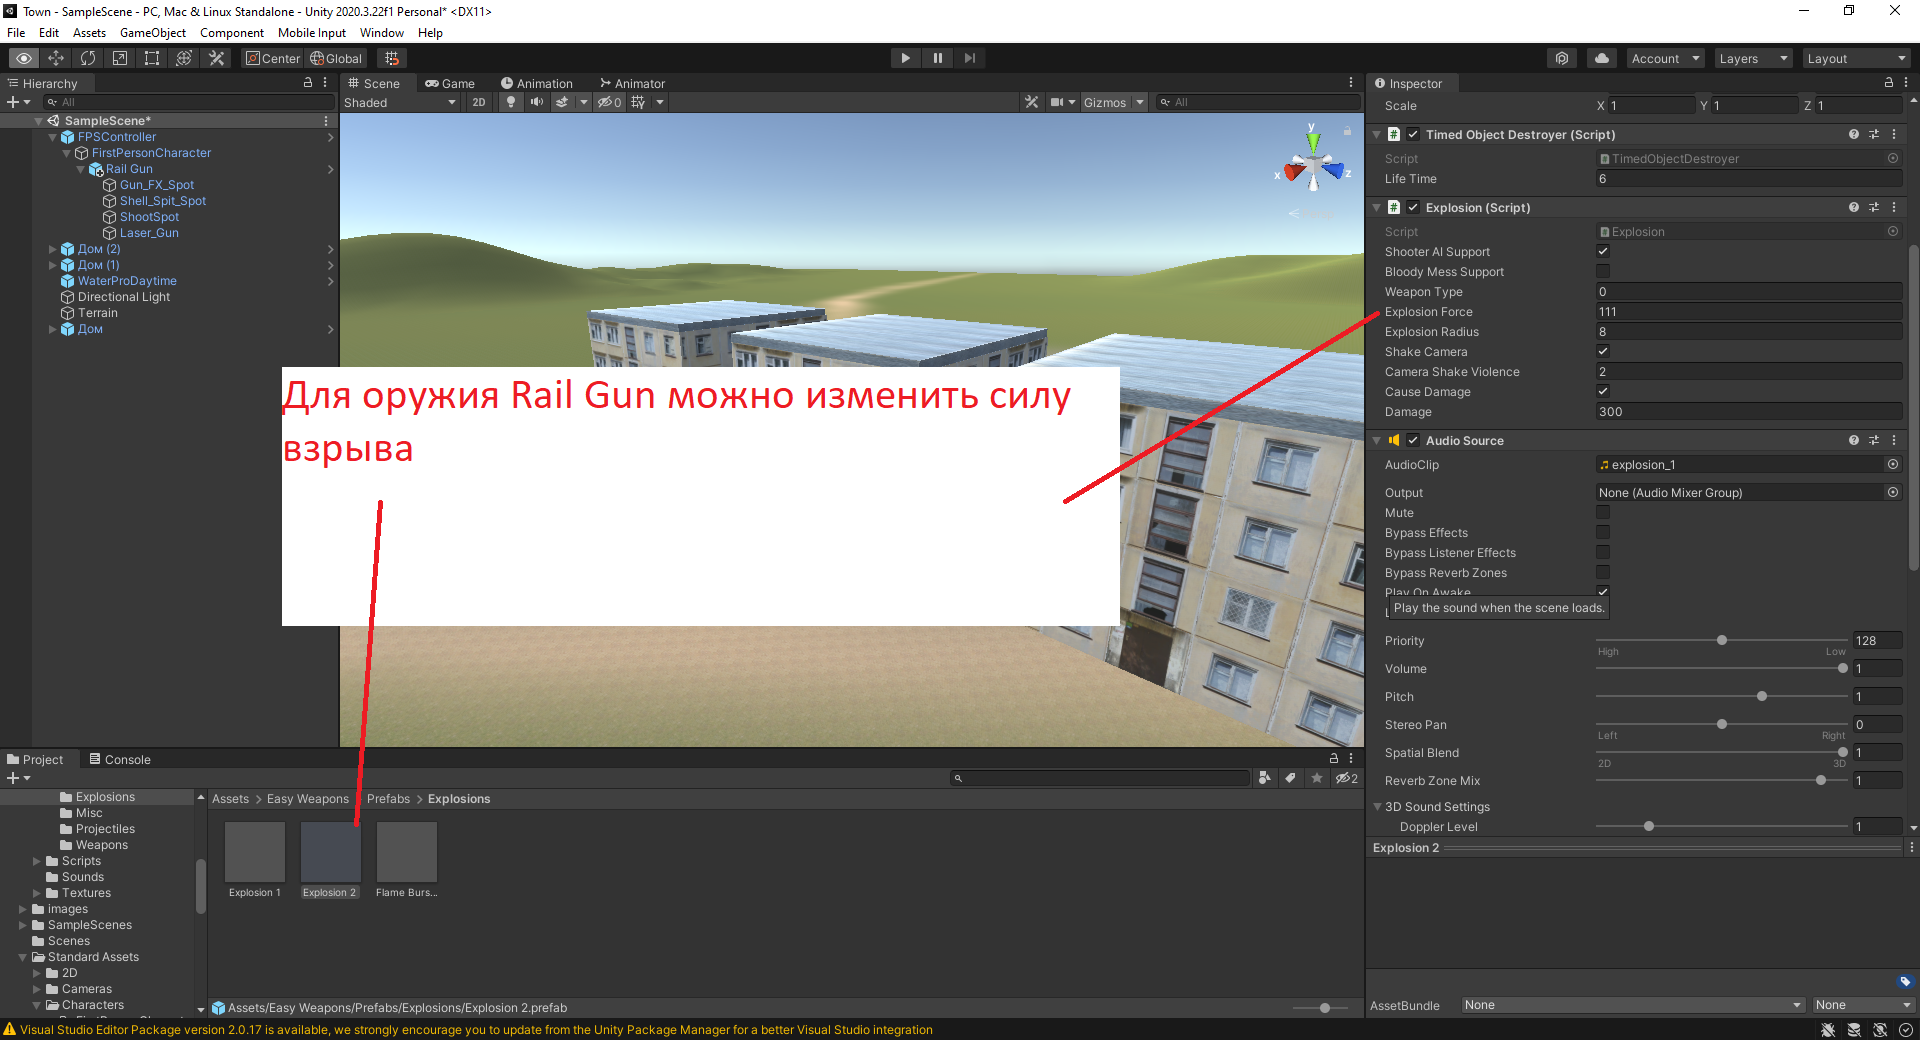 Town - SampleScene - PC, Mac & Linux Standalone - Unity 2020.3.22f1 Personal* <DX11>
File Edit Assets GameObject Component Mobile Input Window Help
Center Global
Account Layers Layout
Hierarchy
All
SampleScene*
FPSController
FirstPersonCharacter
Rail Gun
Gun_FX_Spot
Shell_Spit_Spot
ShootSpot
Laser_Gun
Дом (2)
Дом (1)
WaterProDaytime
Directional Light
Terrain
Дом
Scene Game Animation Animator
Shaded 2D 0 Gizmos All
y
x
z
Для оружия Rail Gun можно изменить силу
взрыва
Inspector
Scale X 1 Y 1 Z 1
Timed Object Destroyer (Script)
Script TimedObjectDestroyer
Life Time 6
Explosion (Script)
Script Explosion
Shooter AI Support
Bloody Mess Support
Weapon Type 0
Explosion Force 111
Explosion Radius 8
Shake Camera
Camera Shake Violence 2
Cause Damage
Damage 300
Audio Source
AudioClip explosion_1
Output None (Audio Mixer Group)
Mute
Bypass Effects
Bypass Listener Effects
Bypass Reverb Zones
Play On Awake
Play the sound when the scene loads.
Priority 128
High Low
Volume 1
Pitch 1
Stereo Pan 0
Left Right
Spatial Blend 1
2D 3D
Reverb Zone Mix 1
3D Sound Settings
Doppler Level 1
Explosion 2
AssetBundle None None
Project Console
2
Explosions
Misc
Projectiles
Weapons
Scripts
Sounds
Textures
images
SampleScenes
Scenes
Standard Assets
2D
Cameras
Characters
Assets > Easy Weapons > Prefabs > Explosions
Explosion 1 Explosion 2 Flame Burs...
Assets/Easy Weapons/Prefabs/Explosions/Explosion 2.prefab
Visual Studio Editor Package version 2.0.17 is available, we strongly encourage you to update from the Unity Package Manager for a better Visual Studio integration